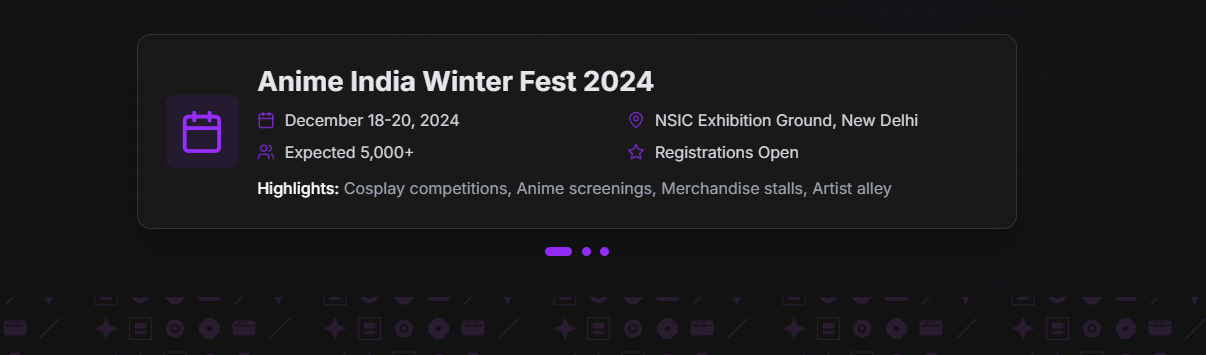 Anime India Winter Fest 2024
December 18-20, 2024
NSIC Exhibition Ground, New Delhi
Expected 5,000+
Registrations Open
Highlights: Cosplay competitions, Anime screenings, Merchandise stalls, Artist alley